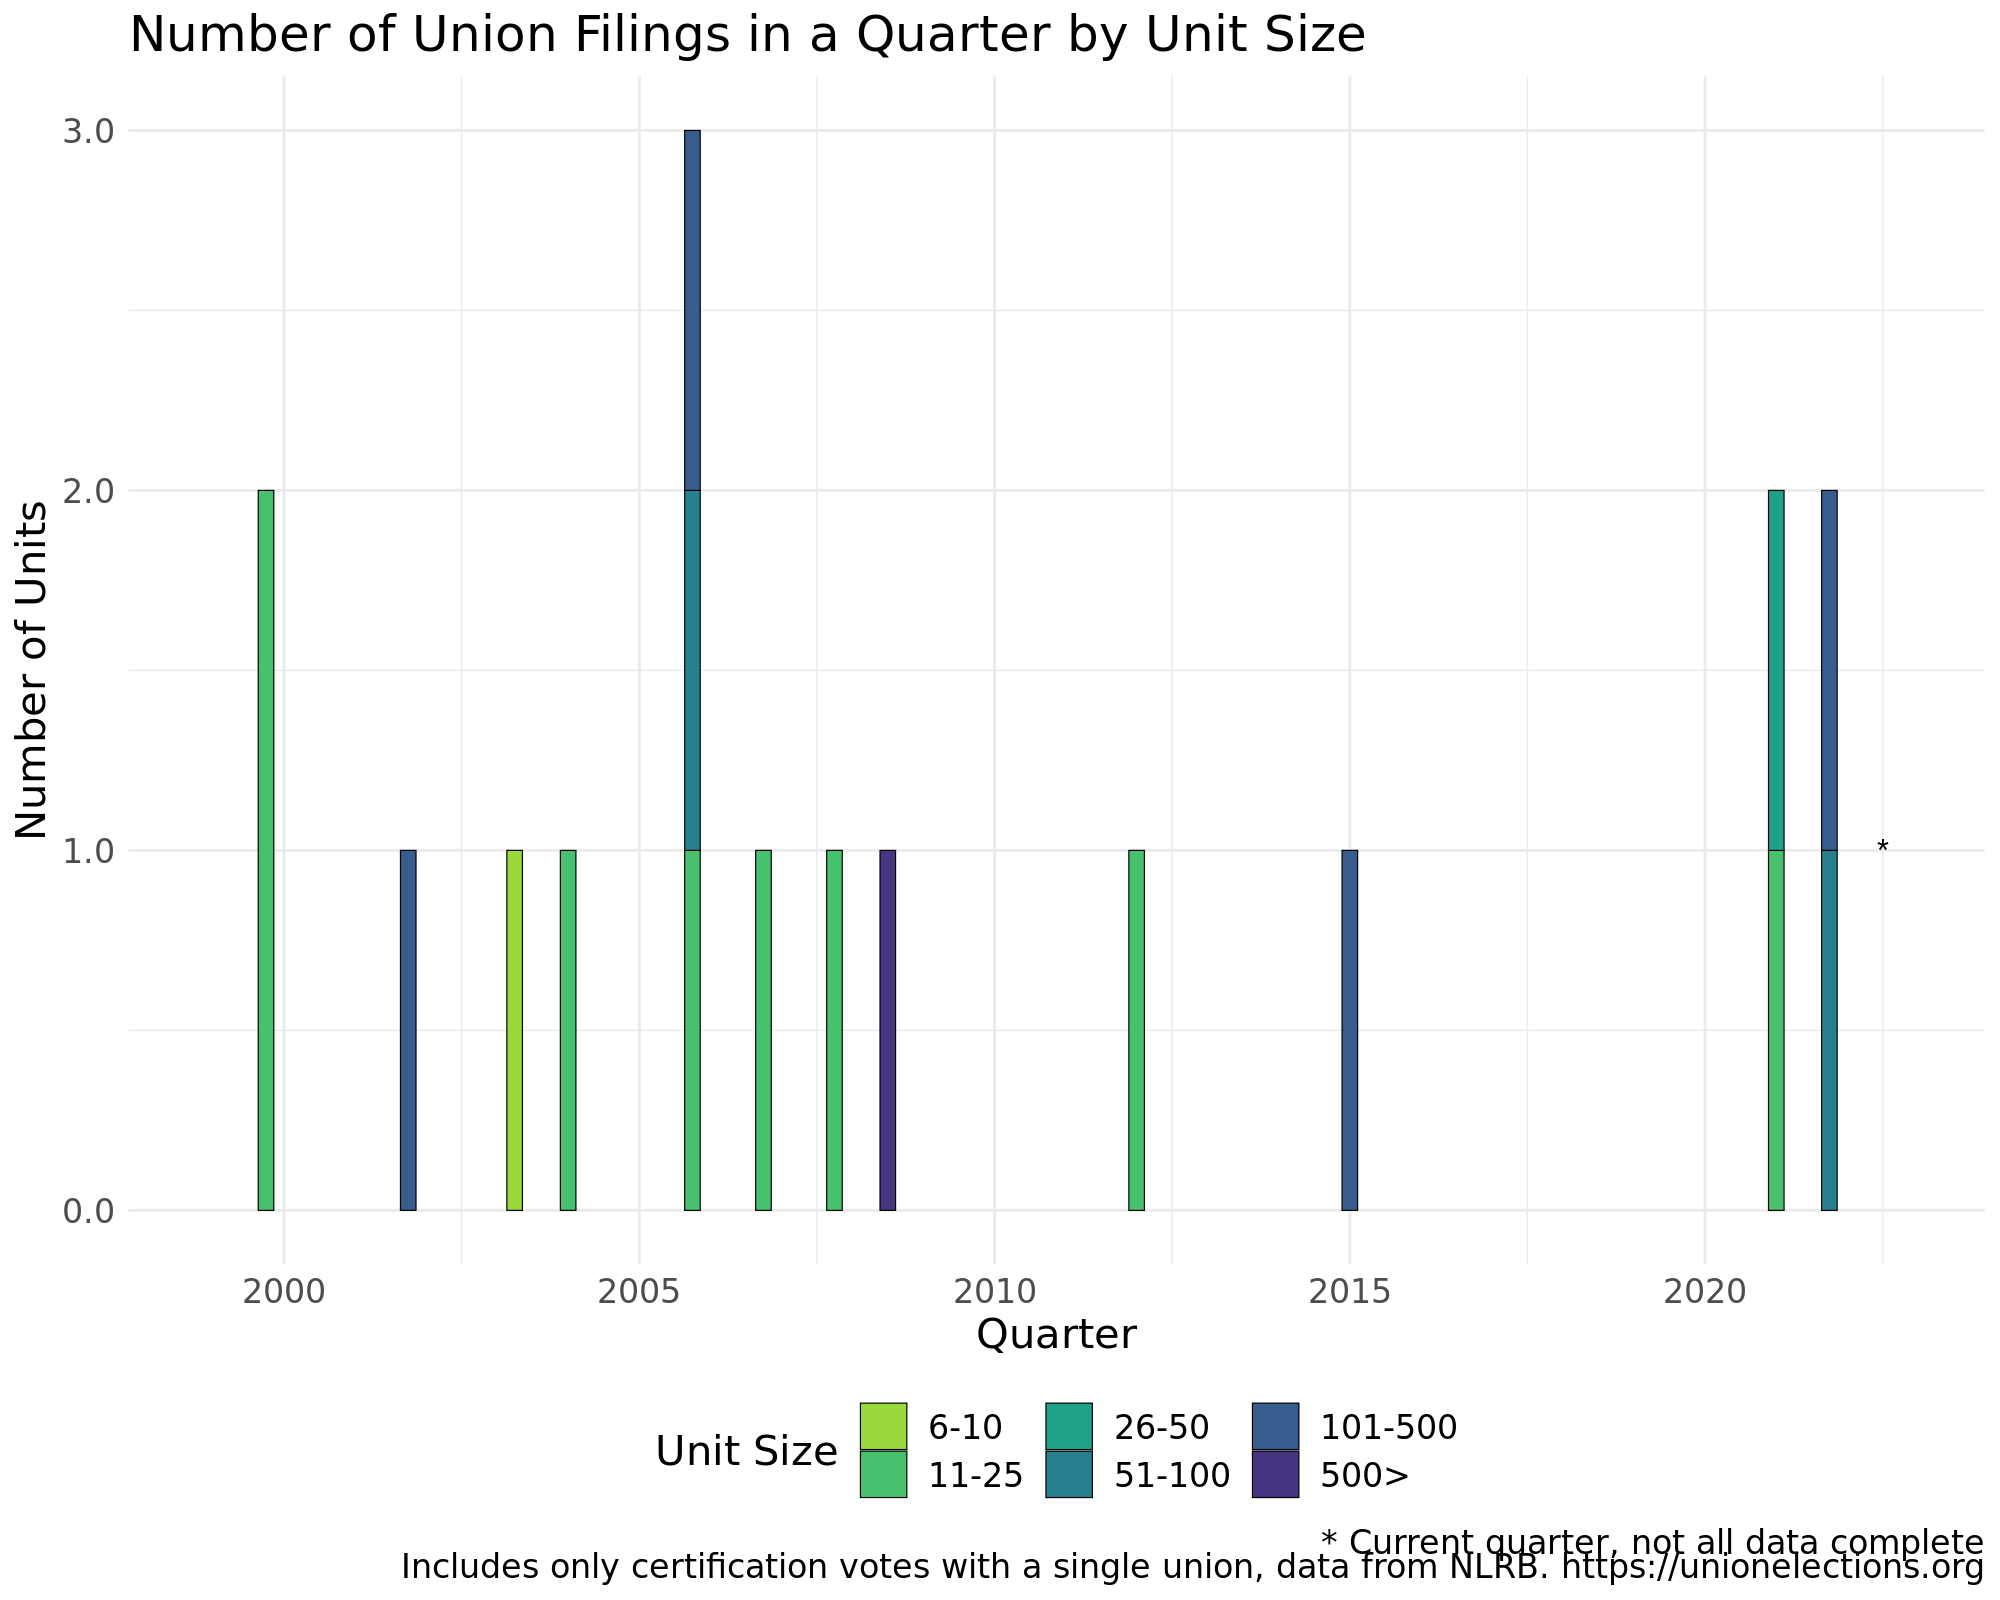 Number of Union Filings in a Quarter by Unit Size
Number of Units
3.0
2.0
1.0
0.0
*
2000 2005 2010 2015 2020
Quarter
Unit Size
6-10 26-50 101-500
11-25 51-100 500>
* Current quarter, not all data complete
Includes only certification votes with a single union, data from NLRB. https://unionelections.org